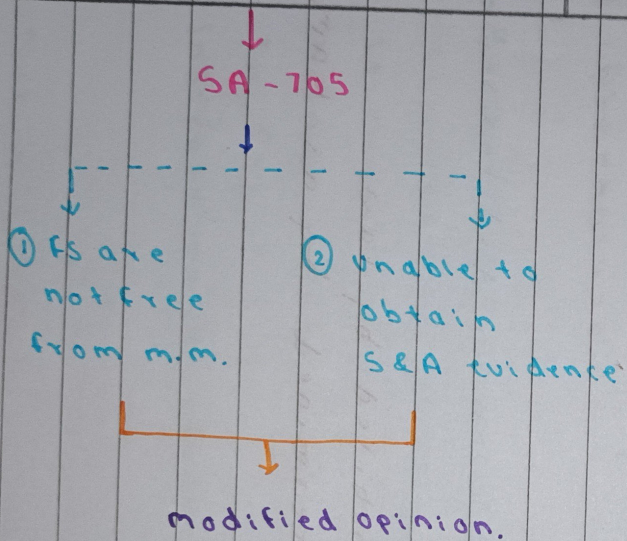 SA-705
① FS are
not free
from m.m.
② Unable to
obtain
S&A evidence
modified opinion.